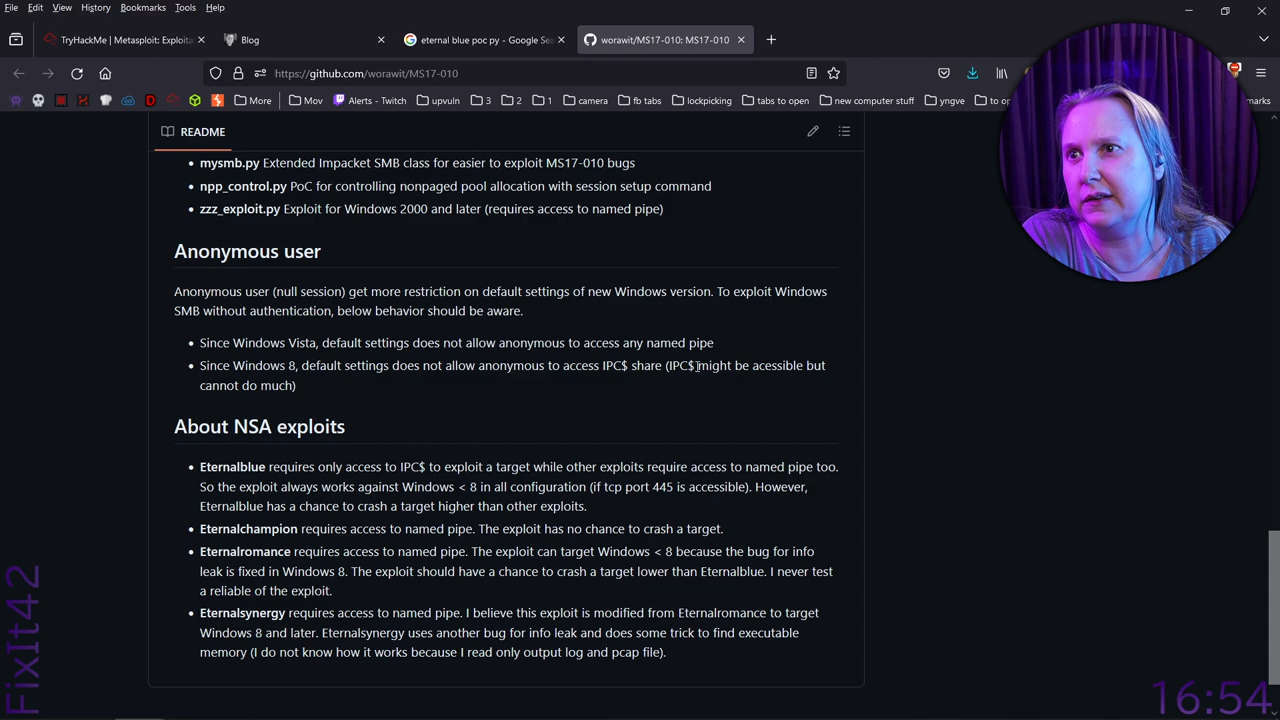 File Edit View History Bookmarks Tools Help
TryHackMe | Metasploit: Exploita
Blog
eternal blue poc py - Google Sea
worawit/MS17-010: MS17-010
https://github.com/worawit/MS17-010
More Mov Alerts - Twitch upvuln 3 2 1 camera fb tabs lockpicking tabs to open new computer stuff yngve to op
README
mysmb.py Extended Impacket SMB class for easier to exploit MS17-010 bugs
npp_control.py PoC for controlling nonpaged pool allocation with session setup command
zzz_exploit.py Exploit for Windows 2000 and later (requires access to named pipe)
Anonymous user
Anonymous user (null session) get more restriction on default settings of new Windows version. To exploit Windows
SMB without authentication, below behavior should be aware.
Since Windows Vista, default settings does not allow anonymous to access any named pipe
Since Windows 8, default settings does not allow anonymous to access IPC$ share (IPC$ might be acessible but
cannot do much)
About NSA exploits
Eternalblue requires only access to IPC$ to exploit a target while other exploits require access to named pipe too.
So the exploit always works against Windows < 8 in all configuration (if tcp port 445 is accessible). However,
Eternalblue has a chance to crash a target higher than other exploits.
Eternalchampion requires access to named pipe. The exploit has no chance to crash a target.
Eternalromance requires access to named pipe. The exploit can target Windows < 8 because the bug for info
leak is fixed in Windows 8. The exploit should have a chance to crash a target lower than Eternalblue. I never test
a reliable of the exploit.
Eternalsynergy requires access to named pipe. I believe this exploit is modified from Eternalromance to target
Windows 8 and later. Eternalsynergy uses another bug for info leak and does some trick to find executable
memory (I do not know how it works because I read only output log and pcap file).
FixIt42
16:54